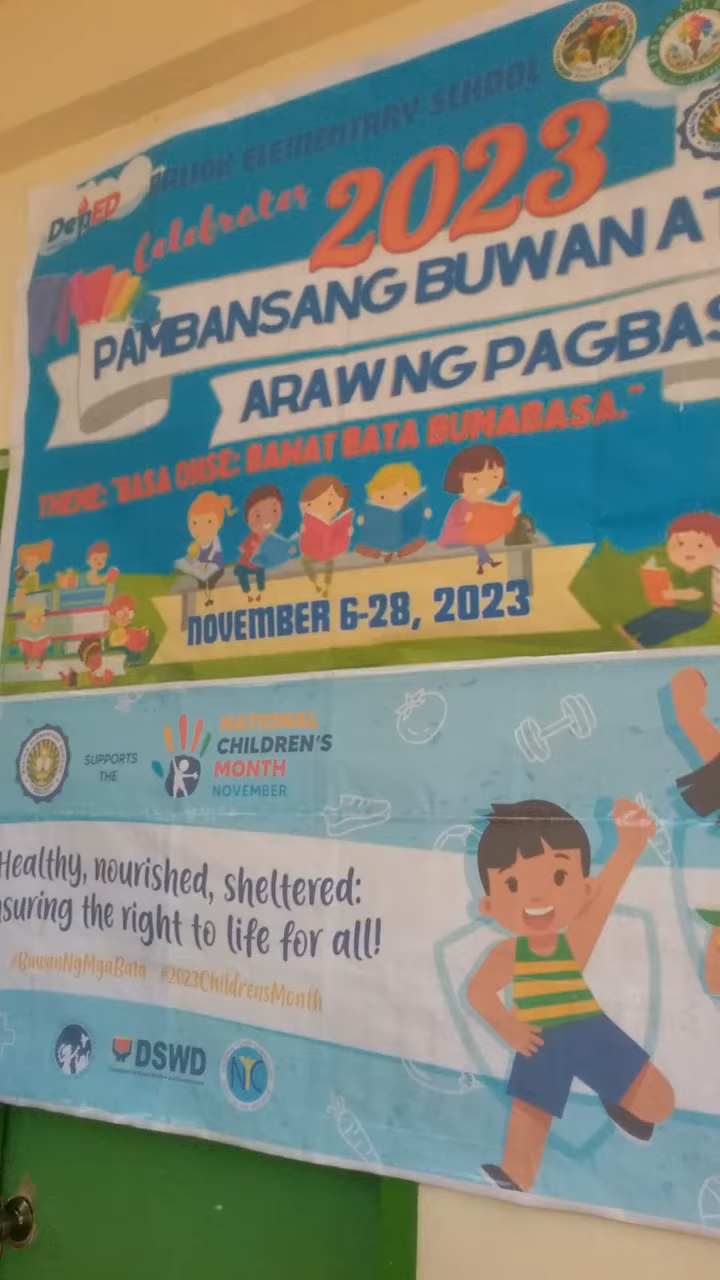 DepED
ELEMENTARY SCHOOL
Celebrates
2023
PAMBANSANG BUWAN A
ARAW NG PAGBAS
THEME: "BASA ONSE: BAWAT BATA BUMABASA."
NOVEMBER 6-28, 2023
SUPPORTS
THE
NATIONAL
CHILDREN'S
MONTH
NOVEMBER
Healthy, nourished, sheltered:
suring the right to life for all!
#BuwanNgMgaBata #2023ChildrensMonth
DSWD
NYC